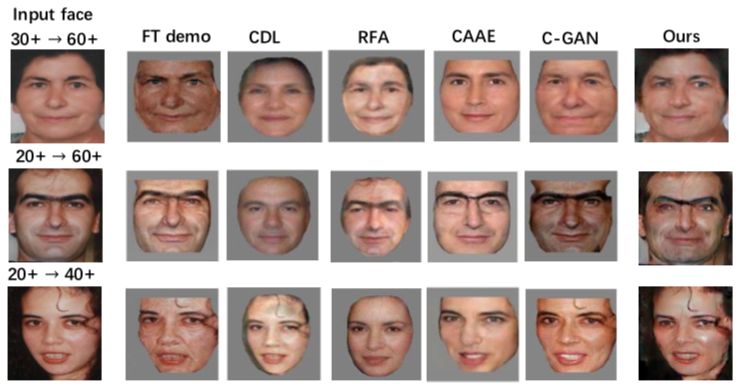 Input face
30+ → 60+
FT demo CDL RFA CAAE C-GAN Ours
20+ → 60+
20+ → 40+